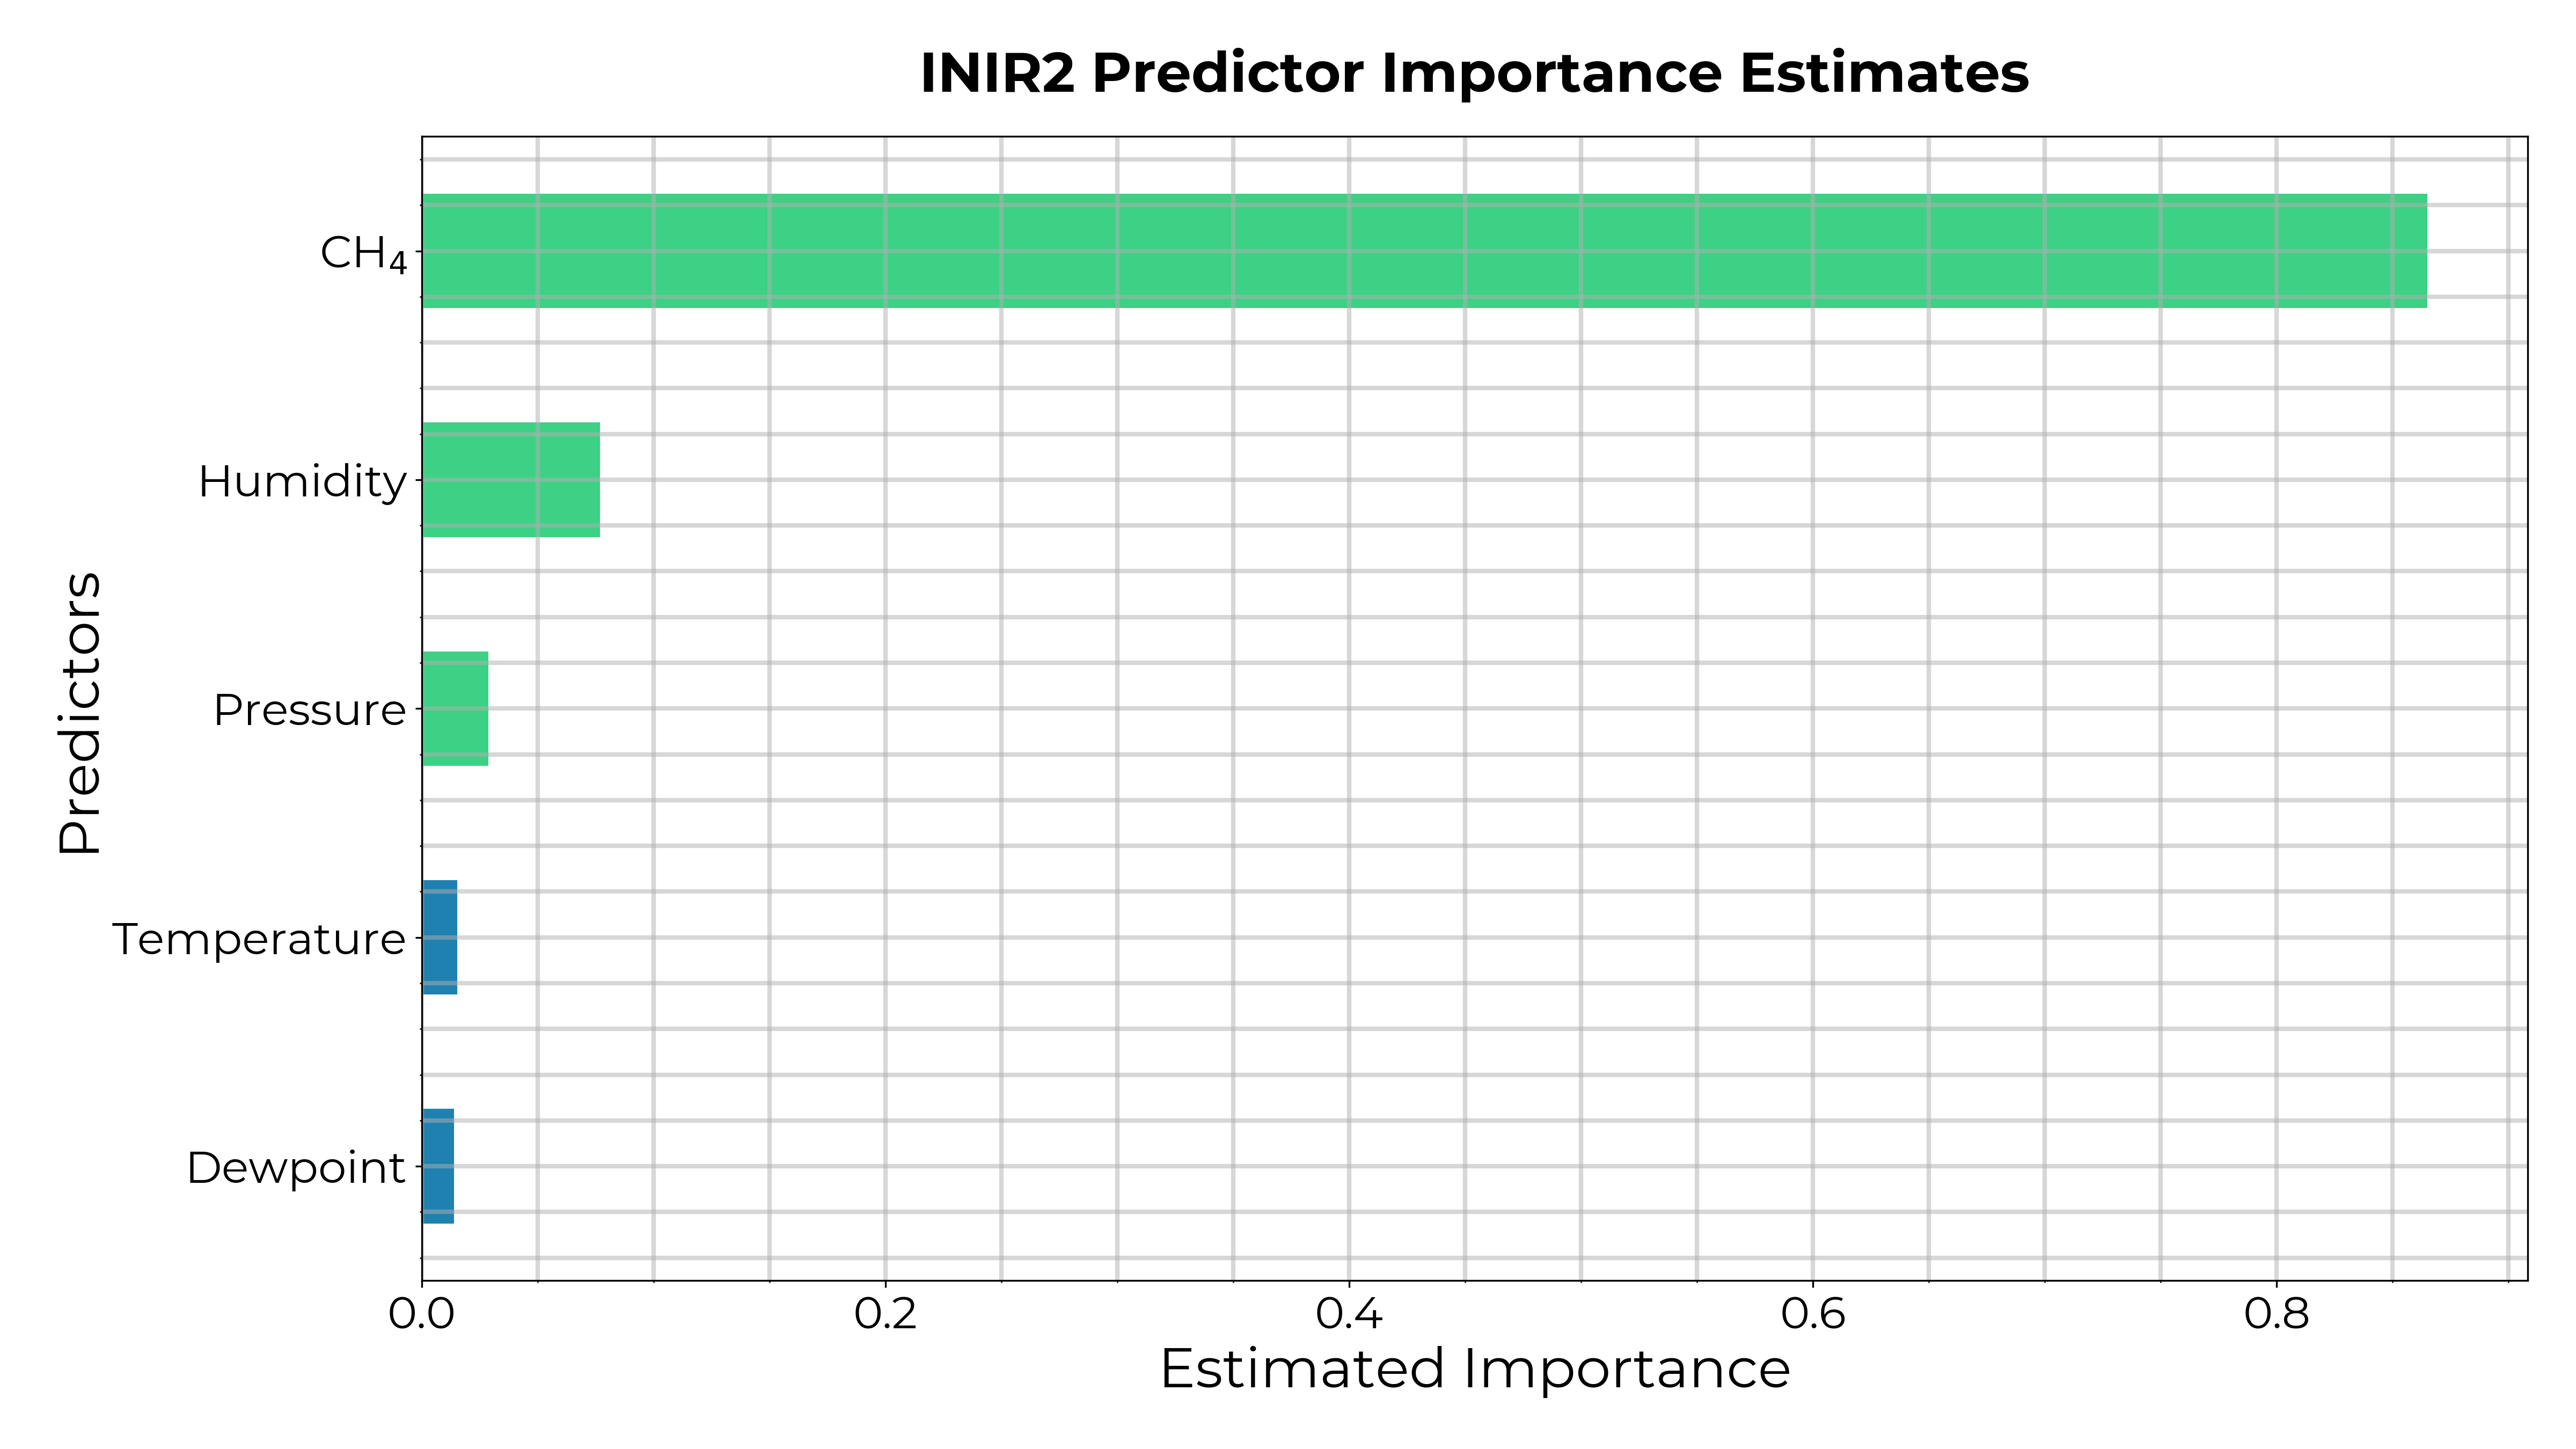 INIR2 Predictor Importance Estimates
CH₄
Humidity
Pressure
Temperature
Dewpoint
Predictors
0.0 0.2 0.4 0.6 0.8
Estimated Importance